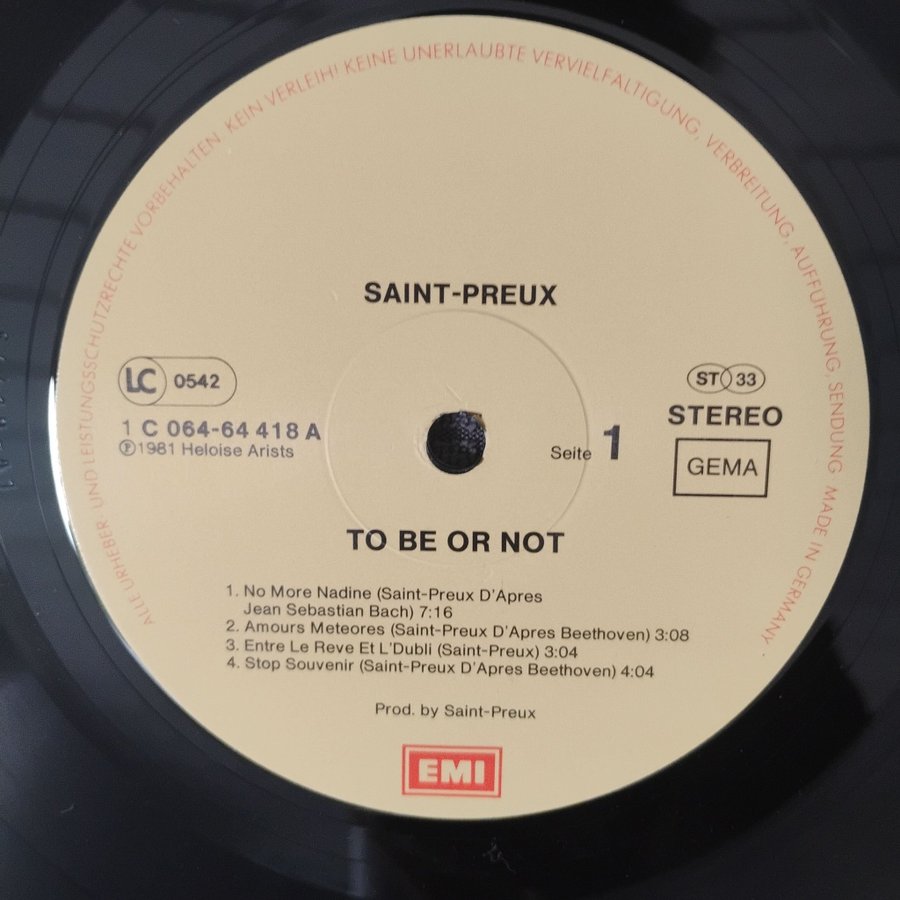 ALLE URHEBER- UND LEISTUNGSSCHUTZRECHTE VORBEHALTEN. KEIN VERLEIH! KEINE UNERLAUBTE VERVIELFÄLTIGUNG, VERBREITUNG, AUFFÜHRUNG, SENDUNG MADE IN GERMANY
SAINT-PREUX
LC 0542
ST 33
1 C 064-64 418 A
STEREO
℗1981 Heloise Arists
Seite 1
GEMA
TO BE OR NOT
1. No More Nadine (Saint-Preux D'Apres
Jean Sebastian Bach) 7:16
2. Amours Meteores (Saint-Preux D'Apres Beethoven) 3:08
3. Entre Le Reve Et L'Dubli (Saint-Preux) 3:04
4. Stop Souvenir (Saint-Preux D'Apres Beethoven) 4:04
Prod. by Saint-Preux
EMI